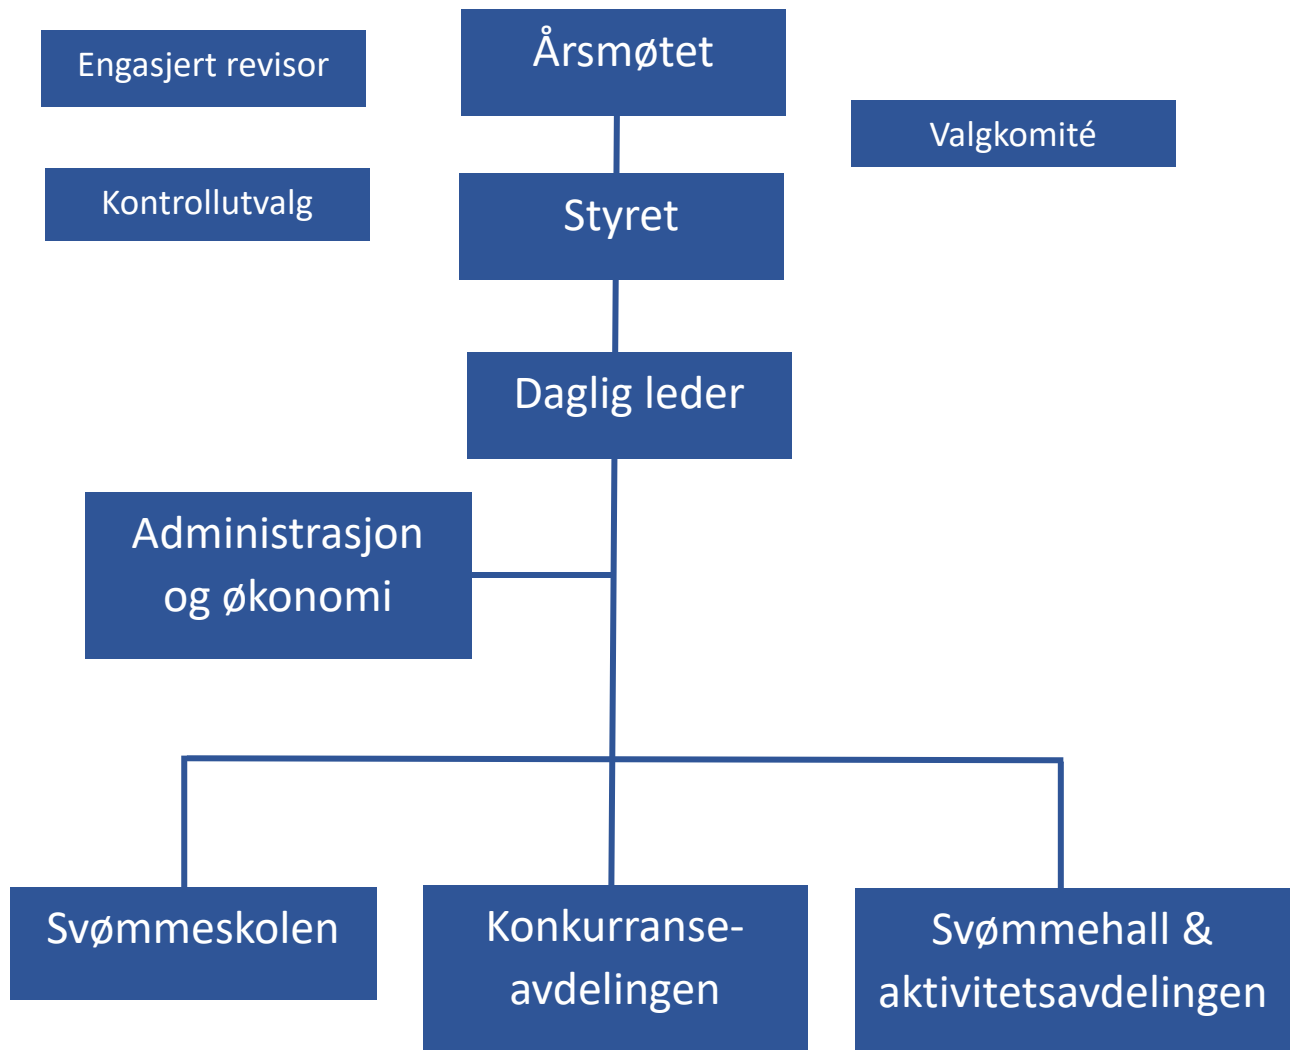 Engasjert revisor
Årsmøtet
Valgkomité
Kontrollutvalg
Styret
Daglig leder
Administrasjon
og økonomi
Svømmeskolen
Konkurranse-
avdelingen
Svømmehall &
aktivitetsavdelingen